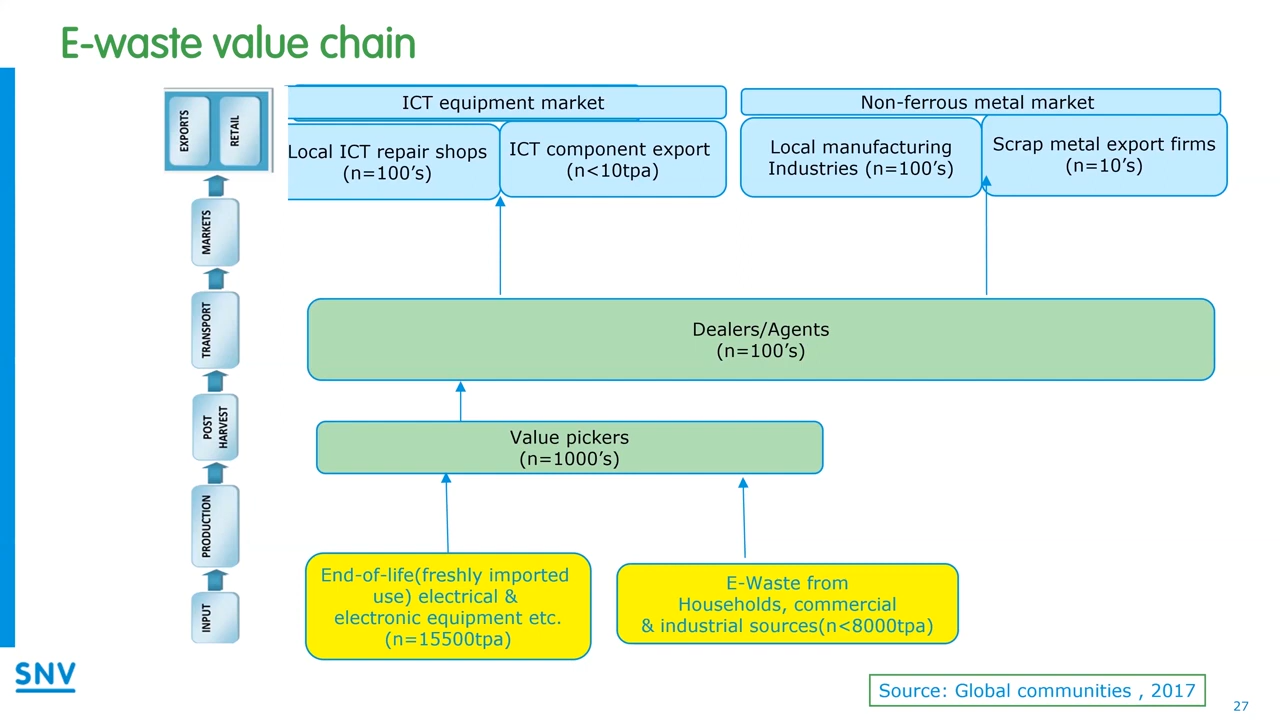 E-waste value chain
EXPORTS
RETAIL
MARKETS
TRANSPORT
POST
HARVEST
PRODUCTION
INPUT
ICT equipment market
Non-ferrous metal market
Local ICT repair shops
(n=100’s)
ICT component export
(n<10tpa)
Local manufacturing
Industries (n=100’s)
Scrap metal export firms
(n=10’s)
Dealers/Agents
(n=100’s)
Value pickers
(n=1000’s)
End-of-life(freshly imported
use) electrical &
electronic equipment etc.
(n=15500tpa)
E-Waste from
Households, commercial
& industrial sources(n<8000tpa)
SNV
Source: Global communities , 2017
27